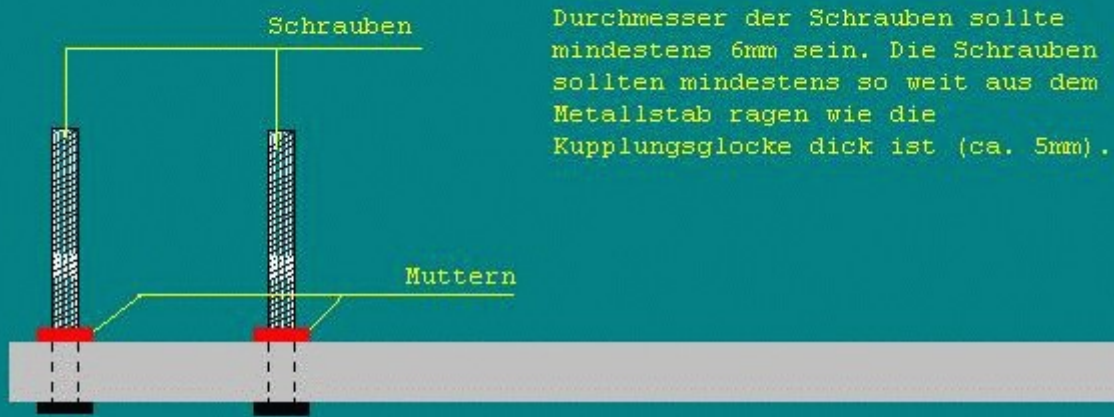 Schrauben
Durchmesser der Schrauben sollte
mindestens 6mm sein. Die Schrauben
sollten mindestens so weit aus dem
Metallstab ragen wie die
Kupplungsglocke dick ist (ca. 5mm).
Muttern